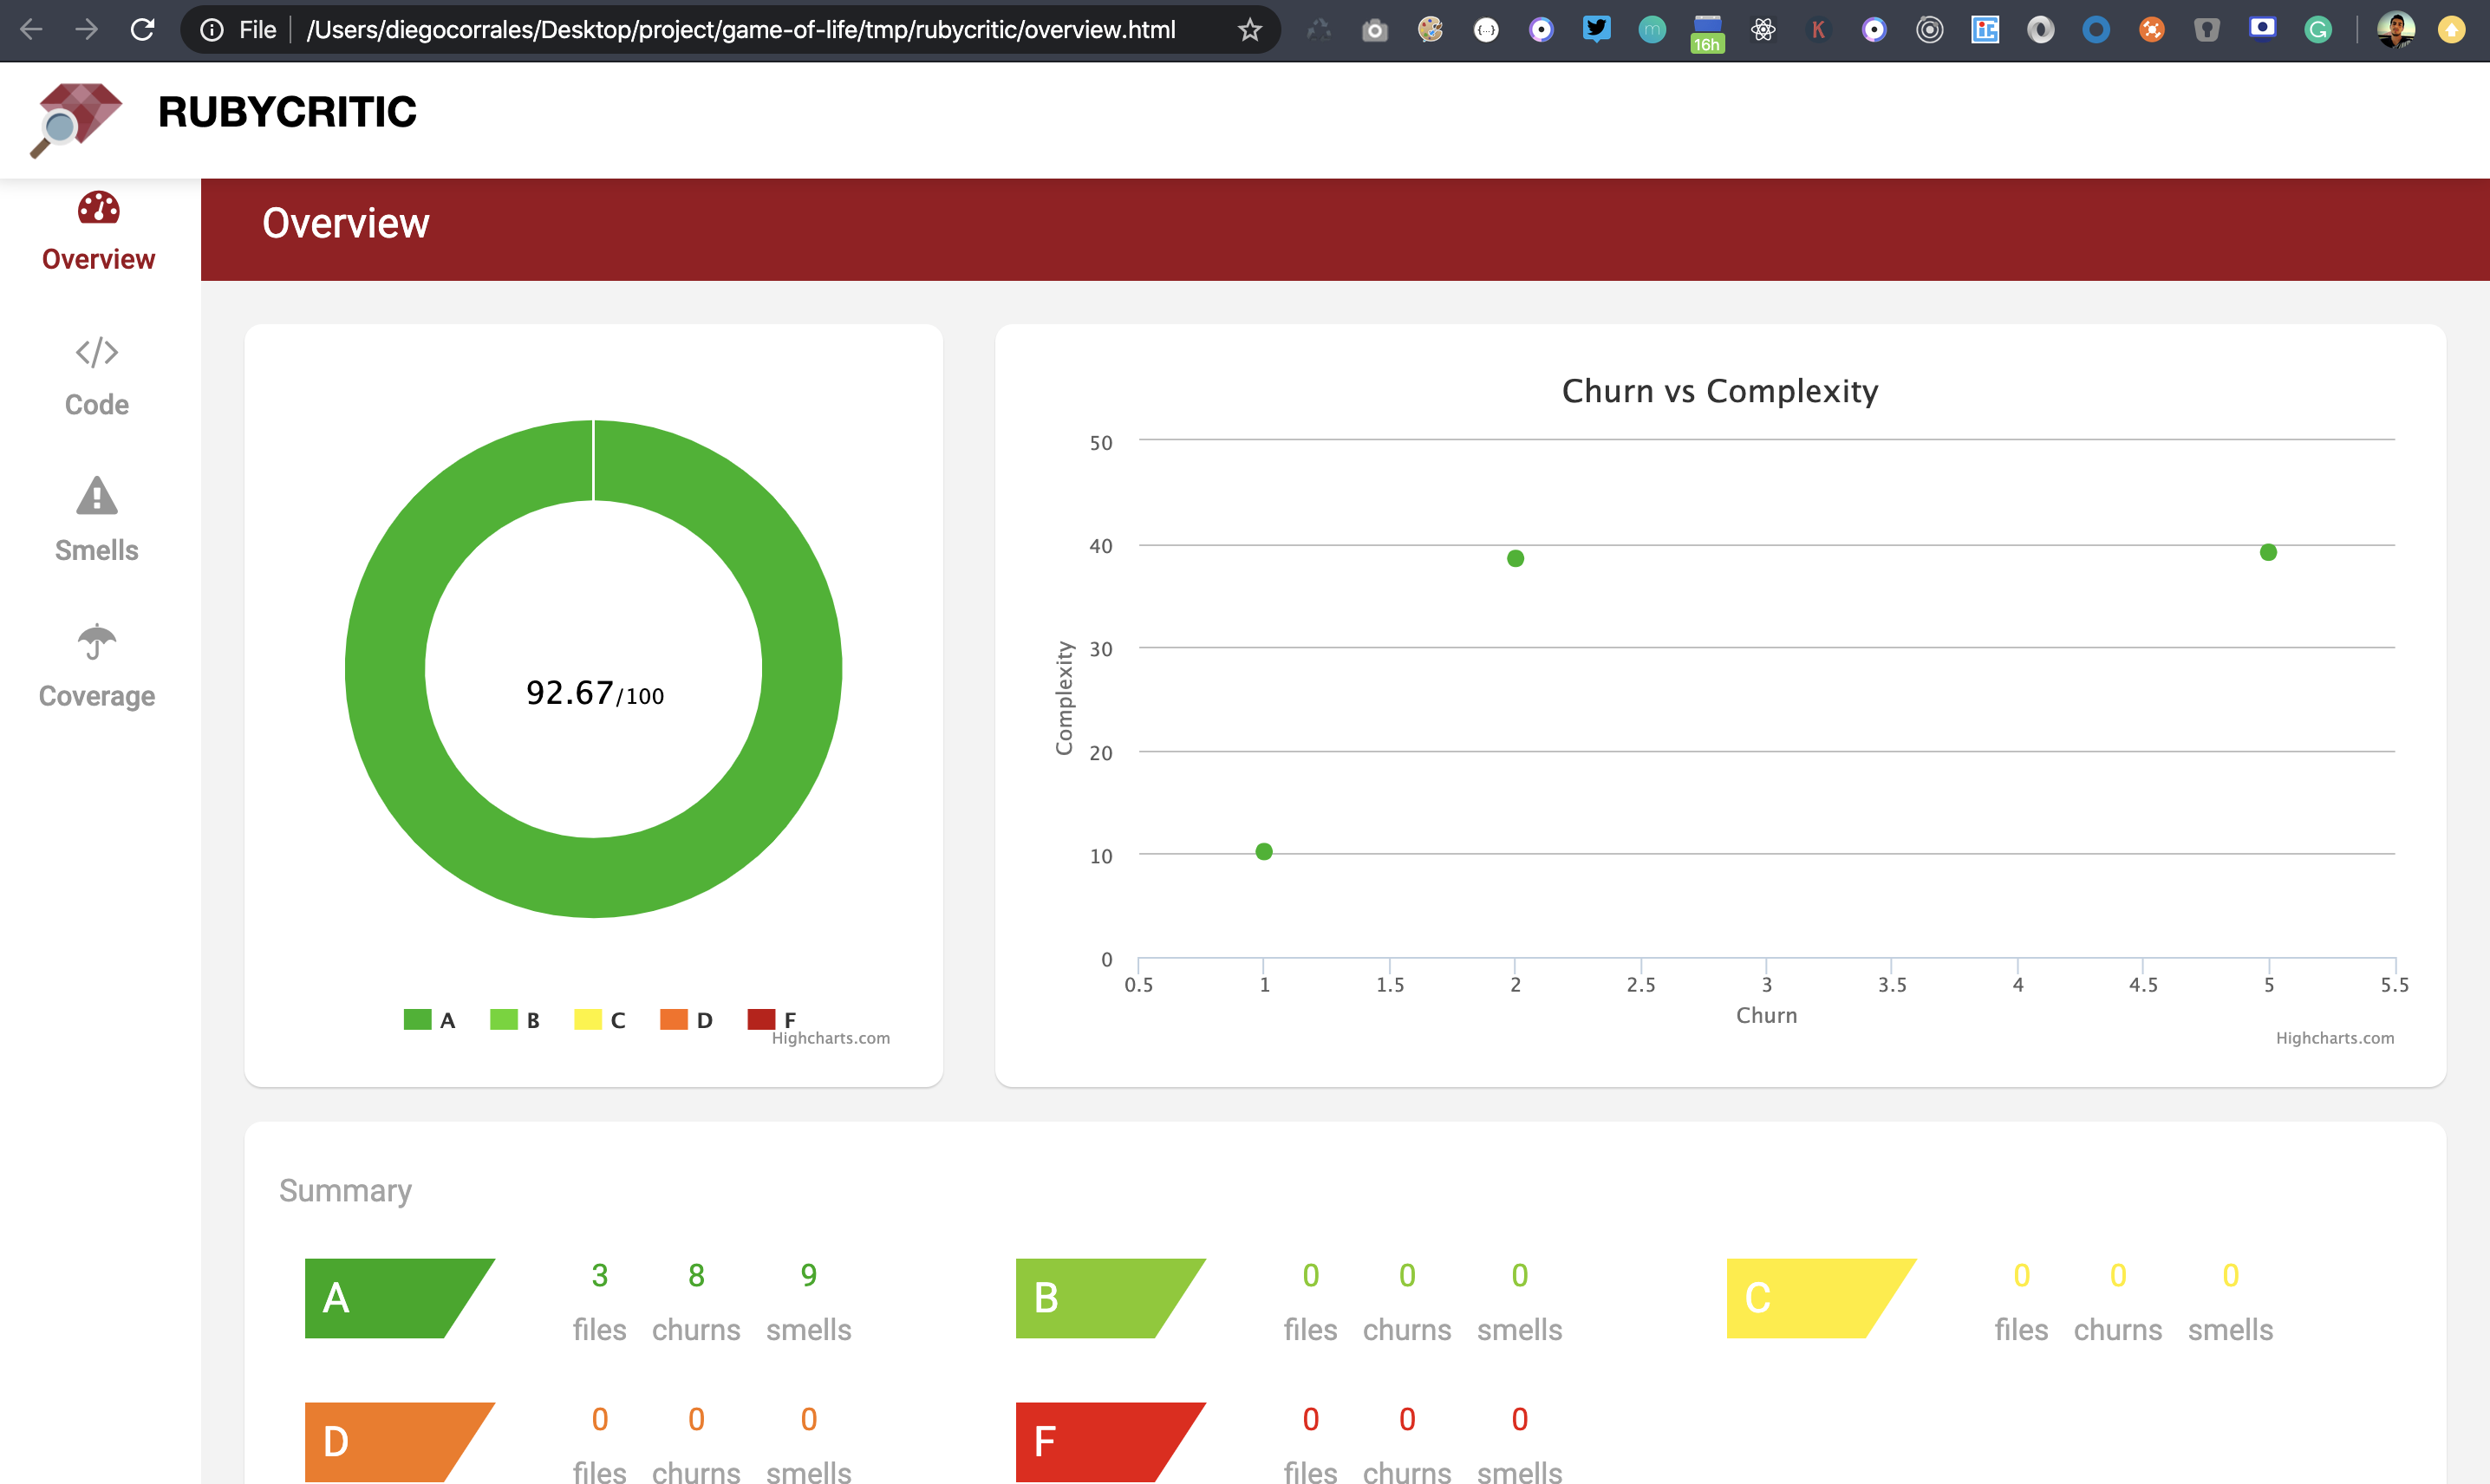 File /Users/diegocorrales/Desktop/project/game-of-life/tmp/rubycritic/overview.html
{...}
m
16h
K
G
RUBYCRITIC
Overview
Overview
Code
Smells
Coverage
92.67/100
A B C D F
Highcharts.com
Churn vs Complexity
Complexity
50
40
30
20
10
0
0.5 1 1.5 2 2.5 3 3.5 4 4.5 5 5.5
Churn
Highcharts.com
Summary
A
3 8 9
files churns smells
B
0 0 0
files churns smells
C
0 0 0
files churns smells
D
0 0 0
files churns smells
F
0 0 0
files churns smells